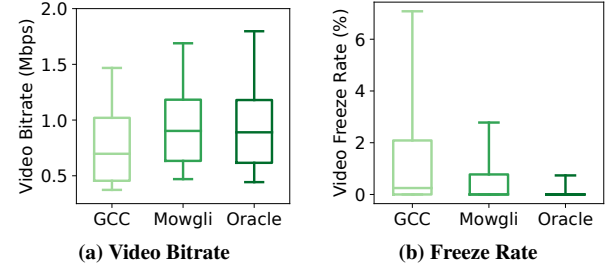 Video Bitrate (Mbps)
2.0
1.5
1.0
0.5
GCC Mowgli Oracle
(a) Video Bitrate
Video Freeze Rate (%)
6
4
2
0
GCC Mowgli Oracle
(b) Freeze Rate